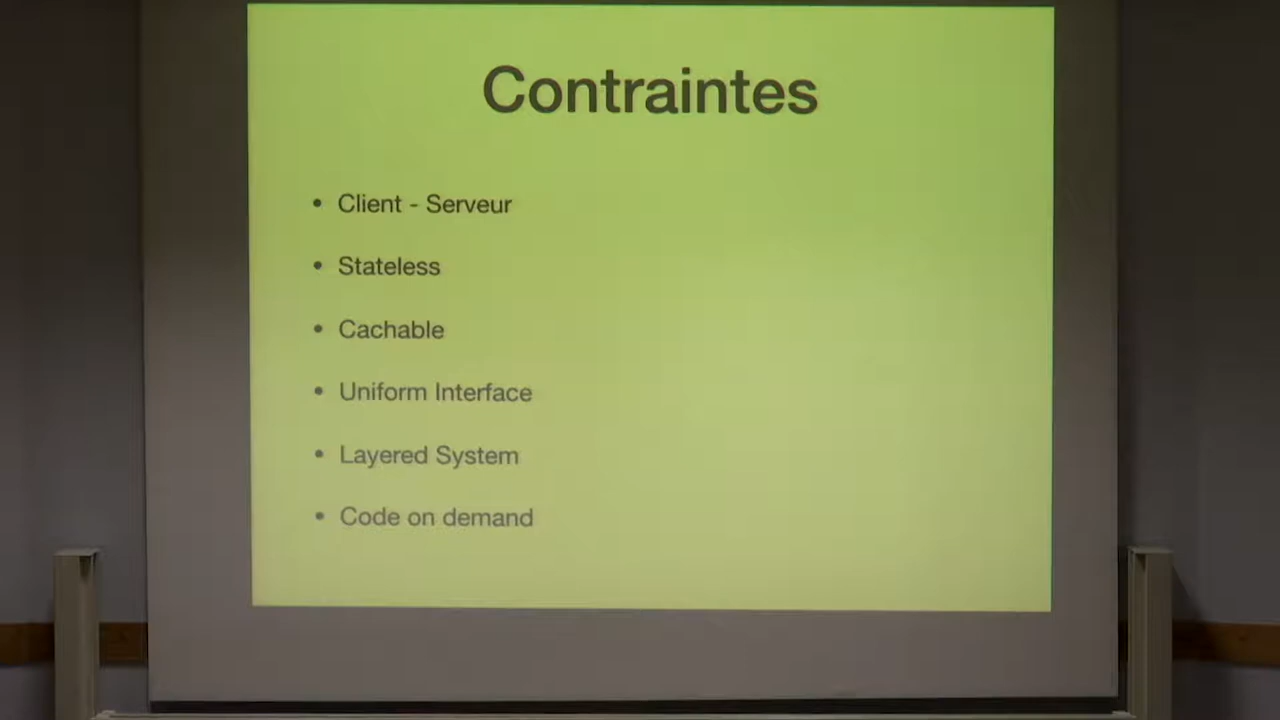 Contraintes
• Client - Serveur
• Stateless
• Cachable
• Uniform Interface
• Layered System
• Code on demand